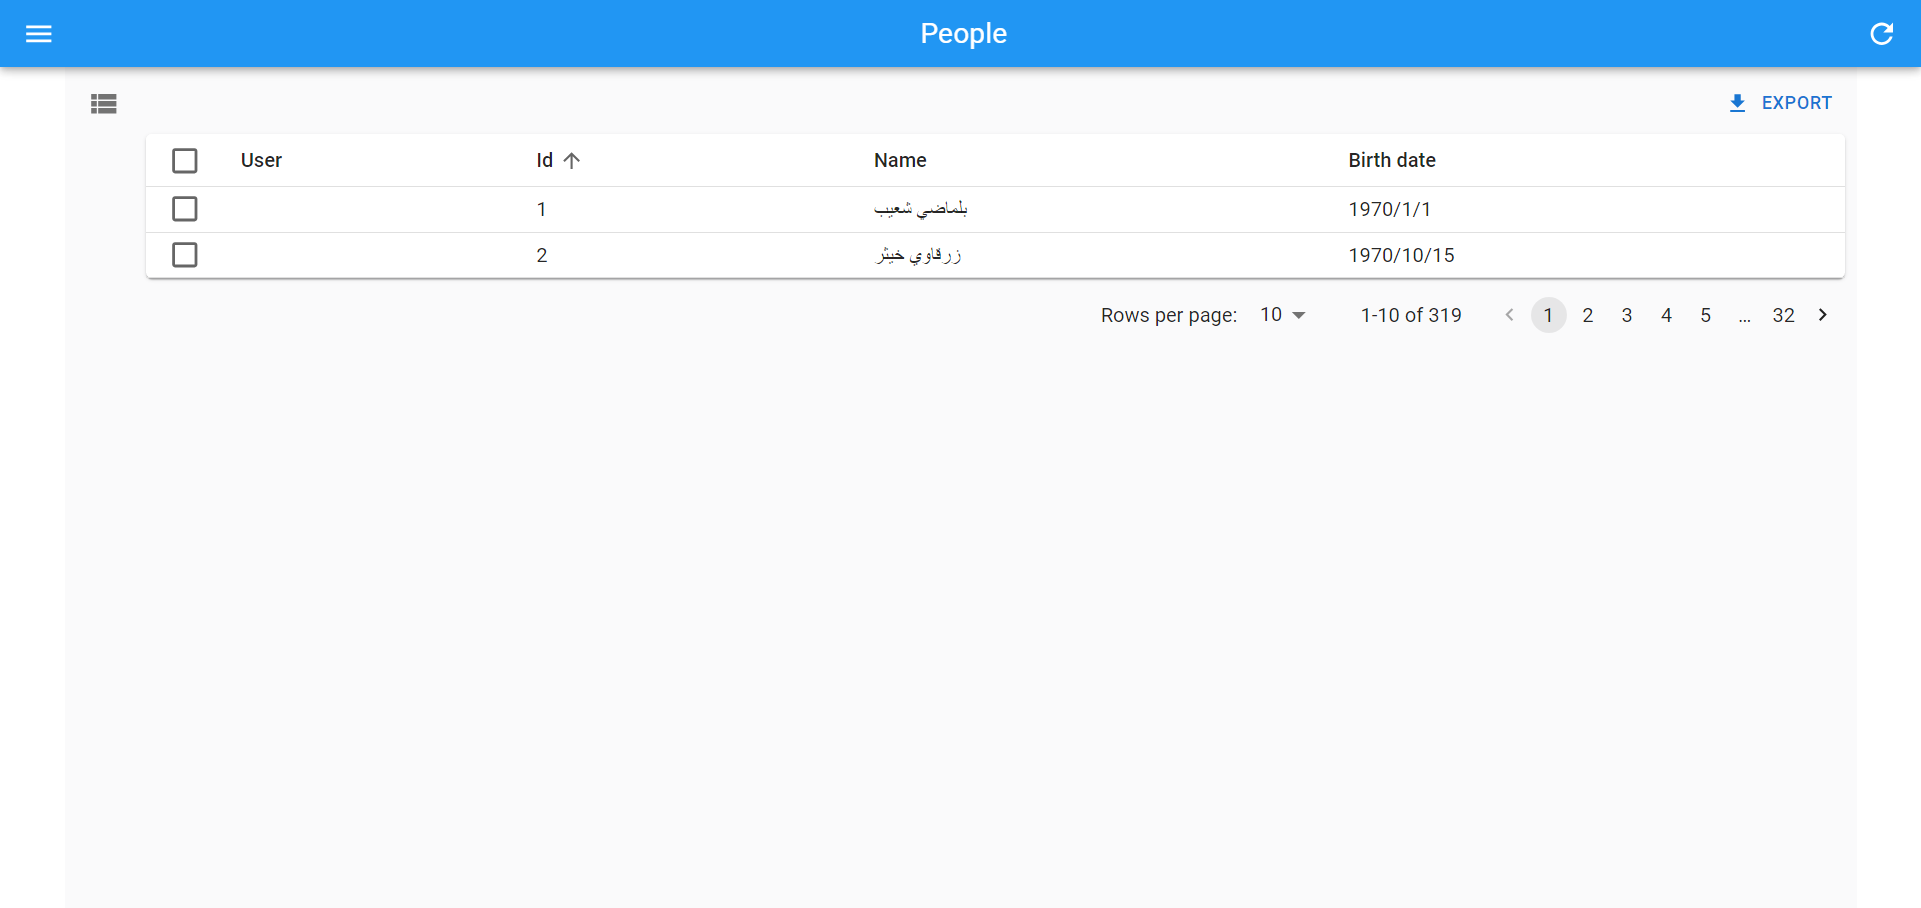 People
EXPORT
User Id Name Birth date
1 بلماضي شعيب 1970/1/1
2 زرقاوي خيثر 1970/10/15
Rows per page: 10 1-10 of 319 1 2 3 4 5 ... 32